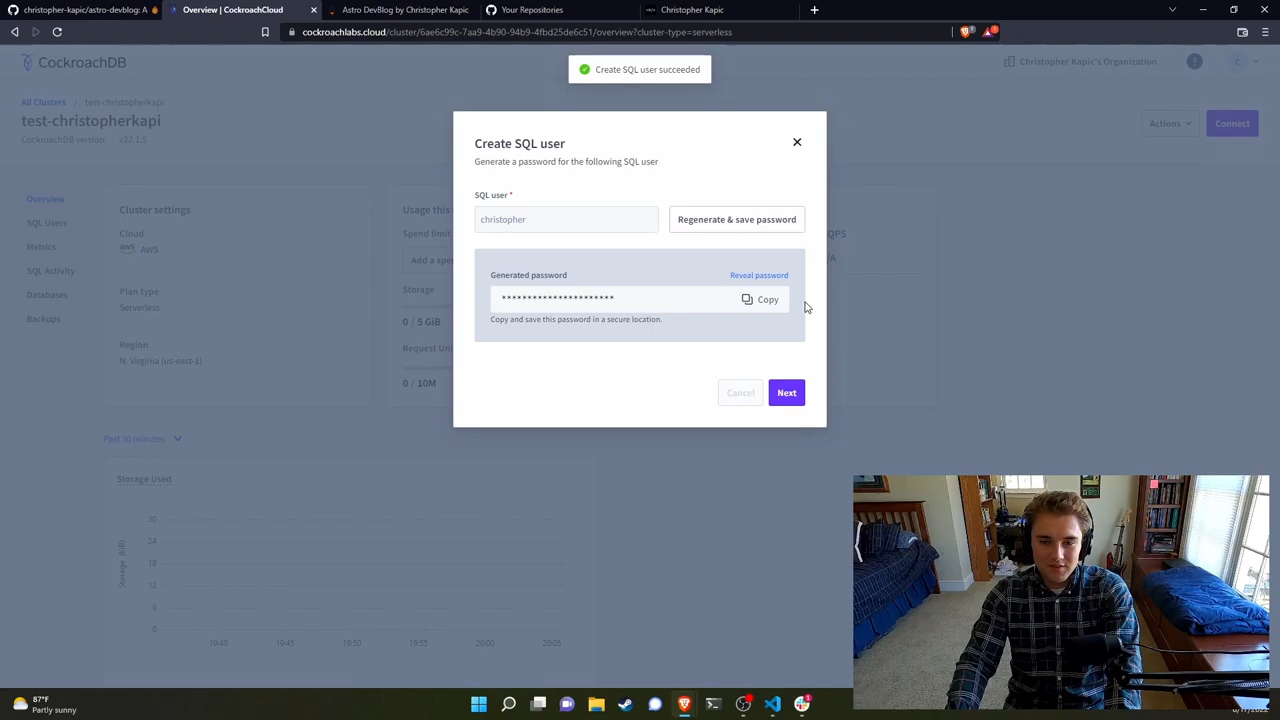 christopher-kapic/astro-devblog: A
Overview | CockroachCloud
Astro DevBlog by Christopher Kapic
Your Repositories
Christopher Kapic
cockroachlabs.cloud/cluster/6ae6c99c-7aa9-4b90-94b9-4fbd25de6c51/overview?cluster-type=serverless
CockroachDB
Create SQL user succeeded
Christopher Kapic's Organization
?
C
All Clusters / test-christopherkapi
test-christopherkapi
CockroachDB version: v22.1.5
Actions
Connect
Create SQL user
Generate a password for the following SQL user
SQL user *
christopher
Regenerate & save password
Generated password
Reveal password
**********************
Copy
Copy and save this password in a secure location.
Cancel
Next
Overview
SQL Users
Metrics
SQL Activity
Databases
Backups
Cluster settings
Cloud
aws AWS
Plan type
Serverless
Region
N. Virginia (us-east-1)
Usage this
Spend limit
Add a spe
Storage
0 / 5 GiB
Request Uni
0 / 10M
QPS
/A
Past 30 minutes
Storage Used
Storage (KiB)
30
24
18
12
6
0
19:40
19:45
19:50
19:55
20:00
20:05
87°F
Partly sunny